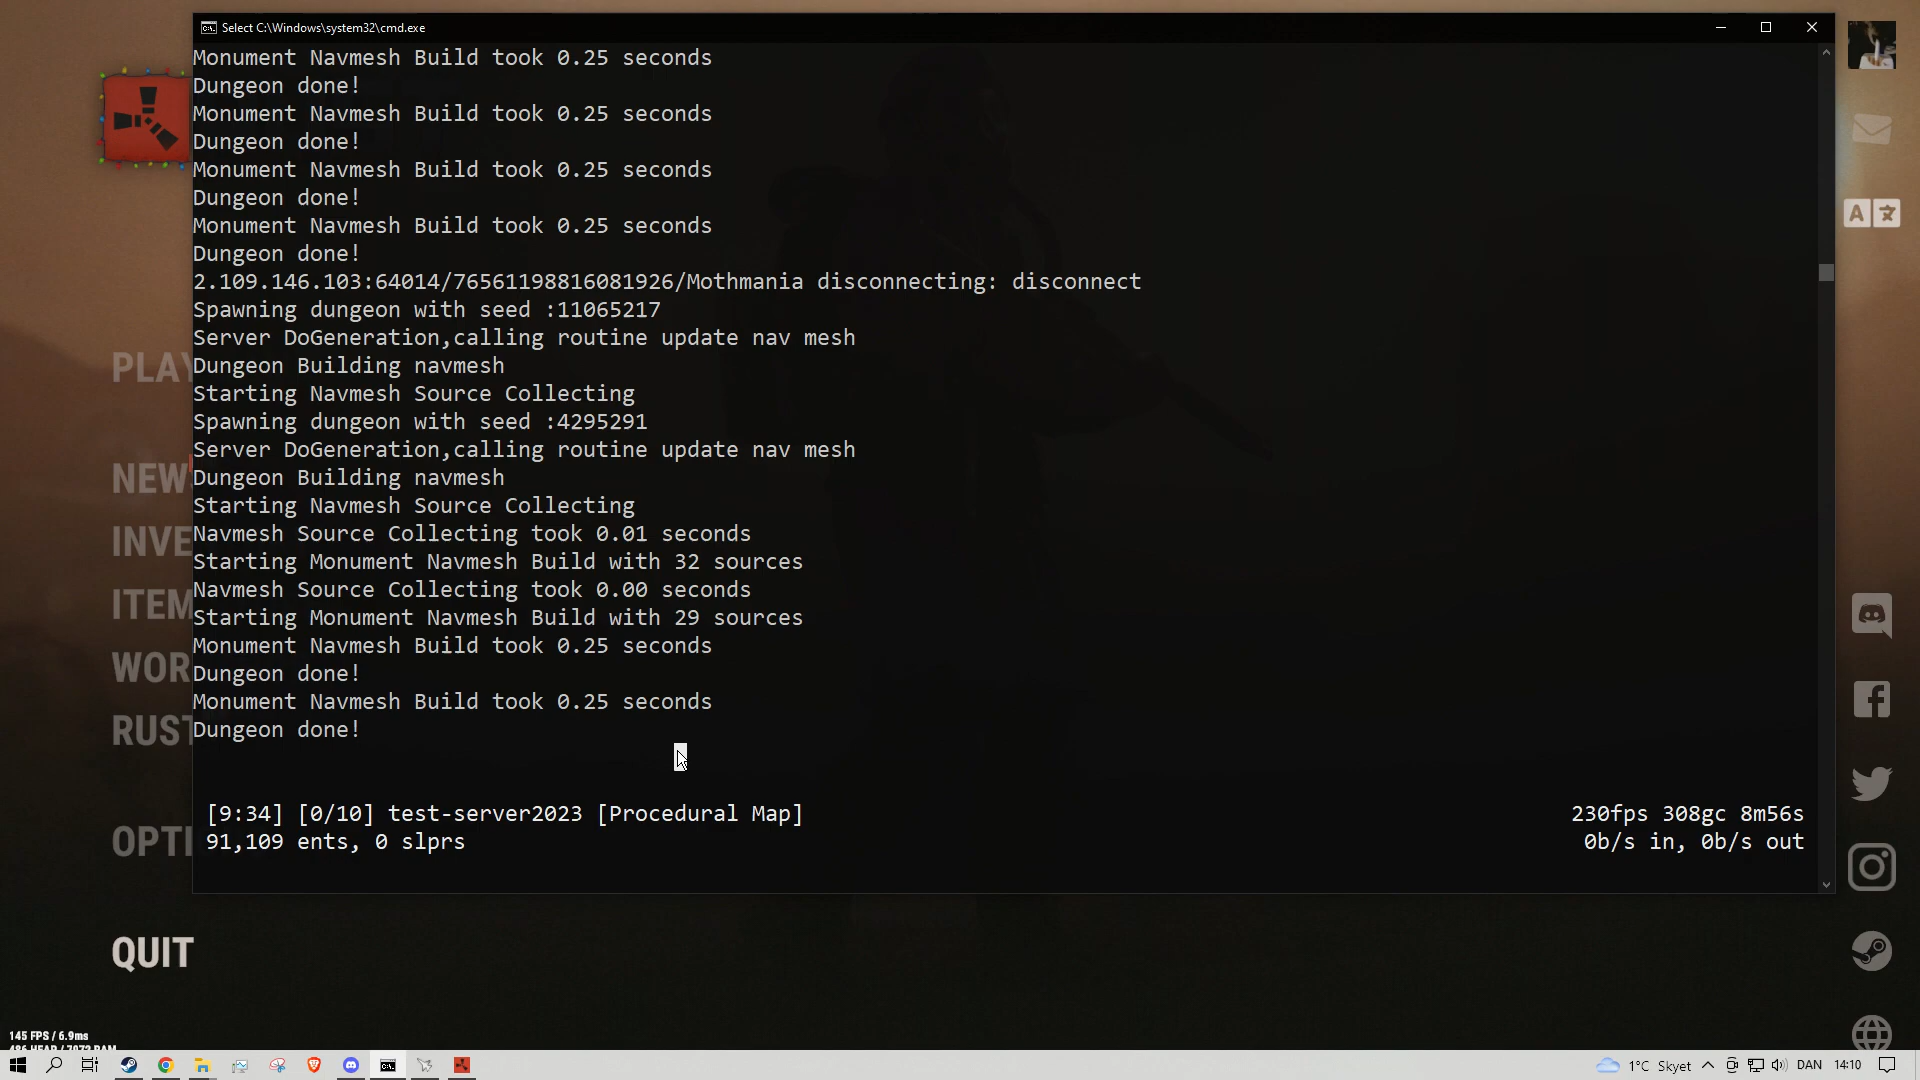 Select C:\Windows\system32\cmd.exe
Monument Navmesh Build took 0.25 seconds
Dungeon done!
Monument Navmesh Build took 0.25 seconds
Dungeon done!
Monument Navmesh Build took 0.25 seconds
Dungeon done!
Monument Navmesh Build took 0.25 seconds
Dungeon done!
2.109.146.103:64014/76561198816081926/Mothmania disconnecting: disconnect
Spawning dungeon with seed :11065217
Server DoGeneration,calling routine update nav mesh
Dungeon Building navmesh
Starting Navmesh Source Collecting
Spawning dungeon with seed :4295291
Server DoGeneration,calling routine update nav mesh
Dungeon Building navmesh
Starting Navmesh Source Collecting
Navmesh Source Collecting took 0.01 seconds
Starting Monument Navmesh Build with 32 sources
Navmesh Source Collecting took 0.00 seconds
Starting Monument Navmesh Build with 29 sources
Monument Navmesh Build took 0.25 seconds
Dungeon done!
Monument Navmesh Build took 0.25 seconds
Dungeon done!
[9:34] [0/10] test-server2023 [Procedural Map] 230fps 308gc 8m56s
91,109 ents, 0 slprs 0b/s in, 0b/s out
PLAY
NEWS
INVE
ITEM
WOR
RUST
OPTI
QUIT
A 文
145 FPS / 6.9ms
1°C Skyet DAN 14:10